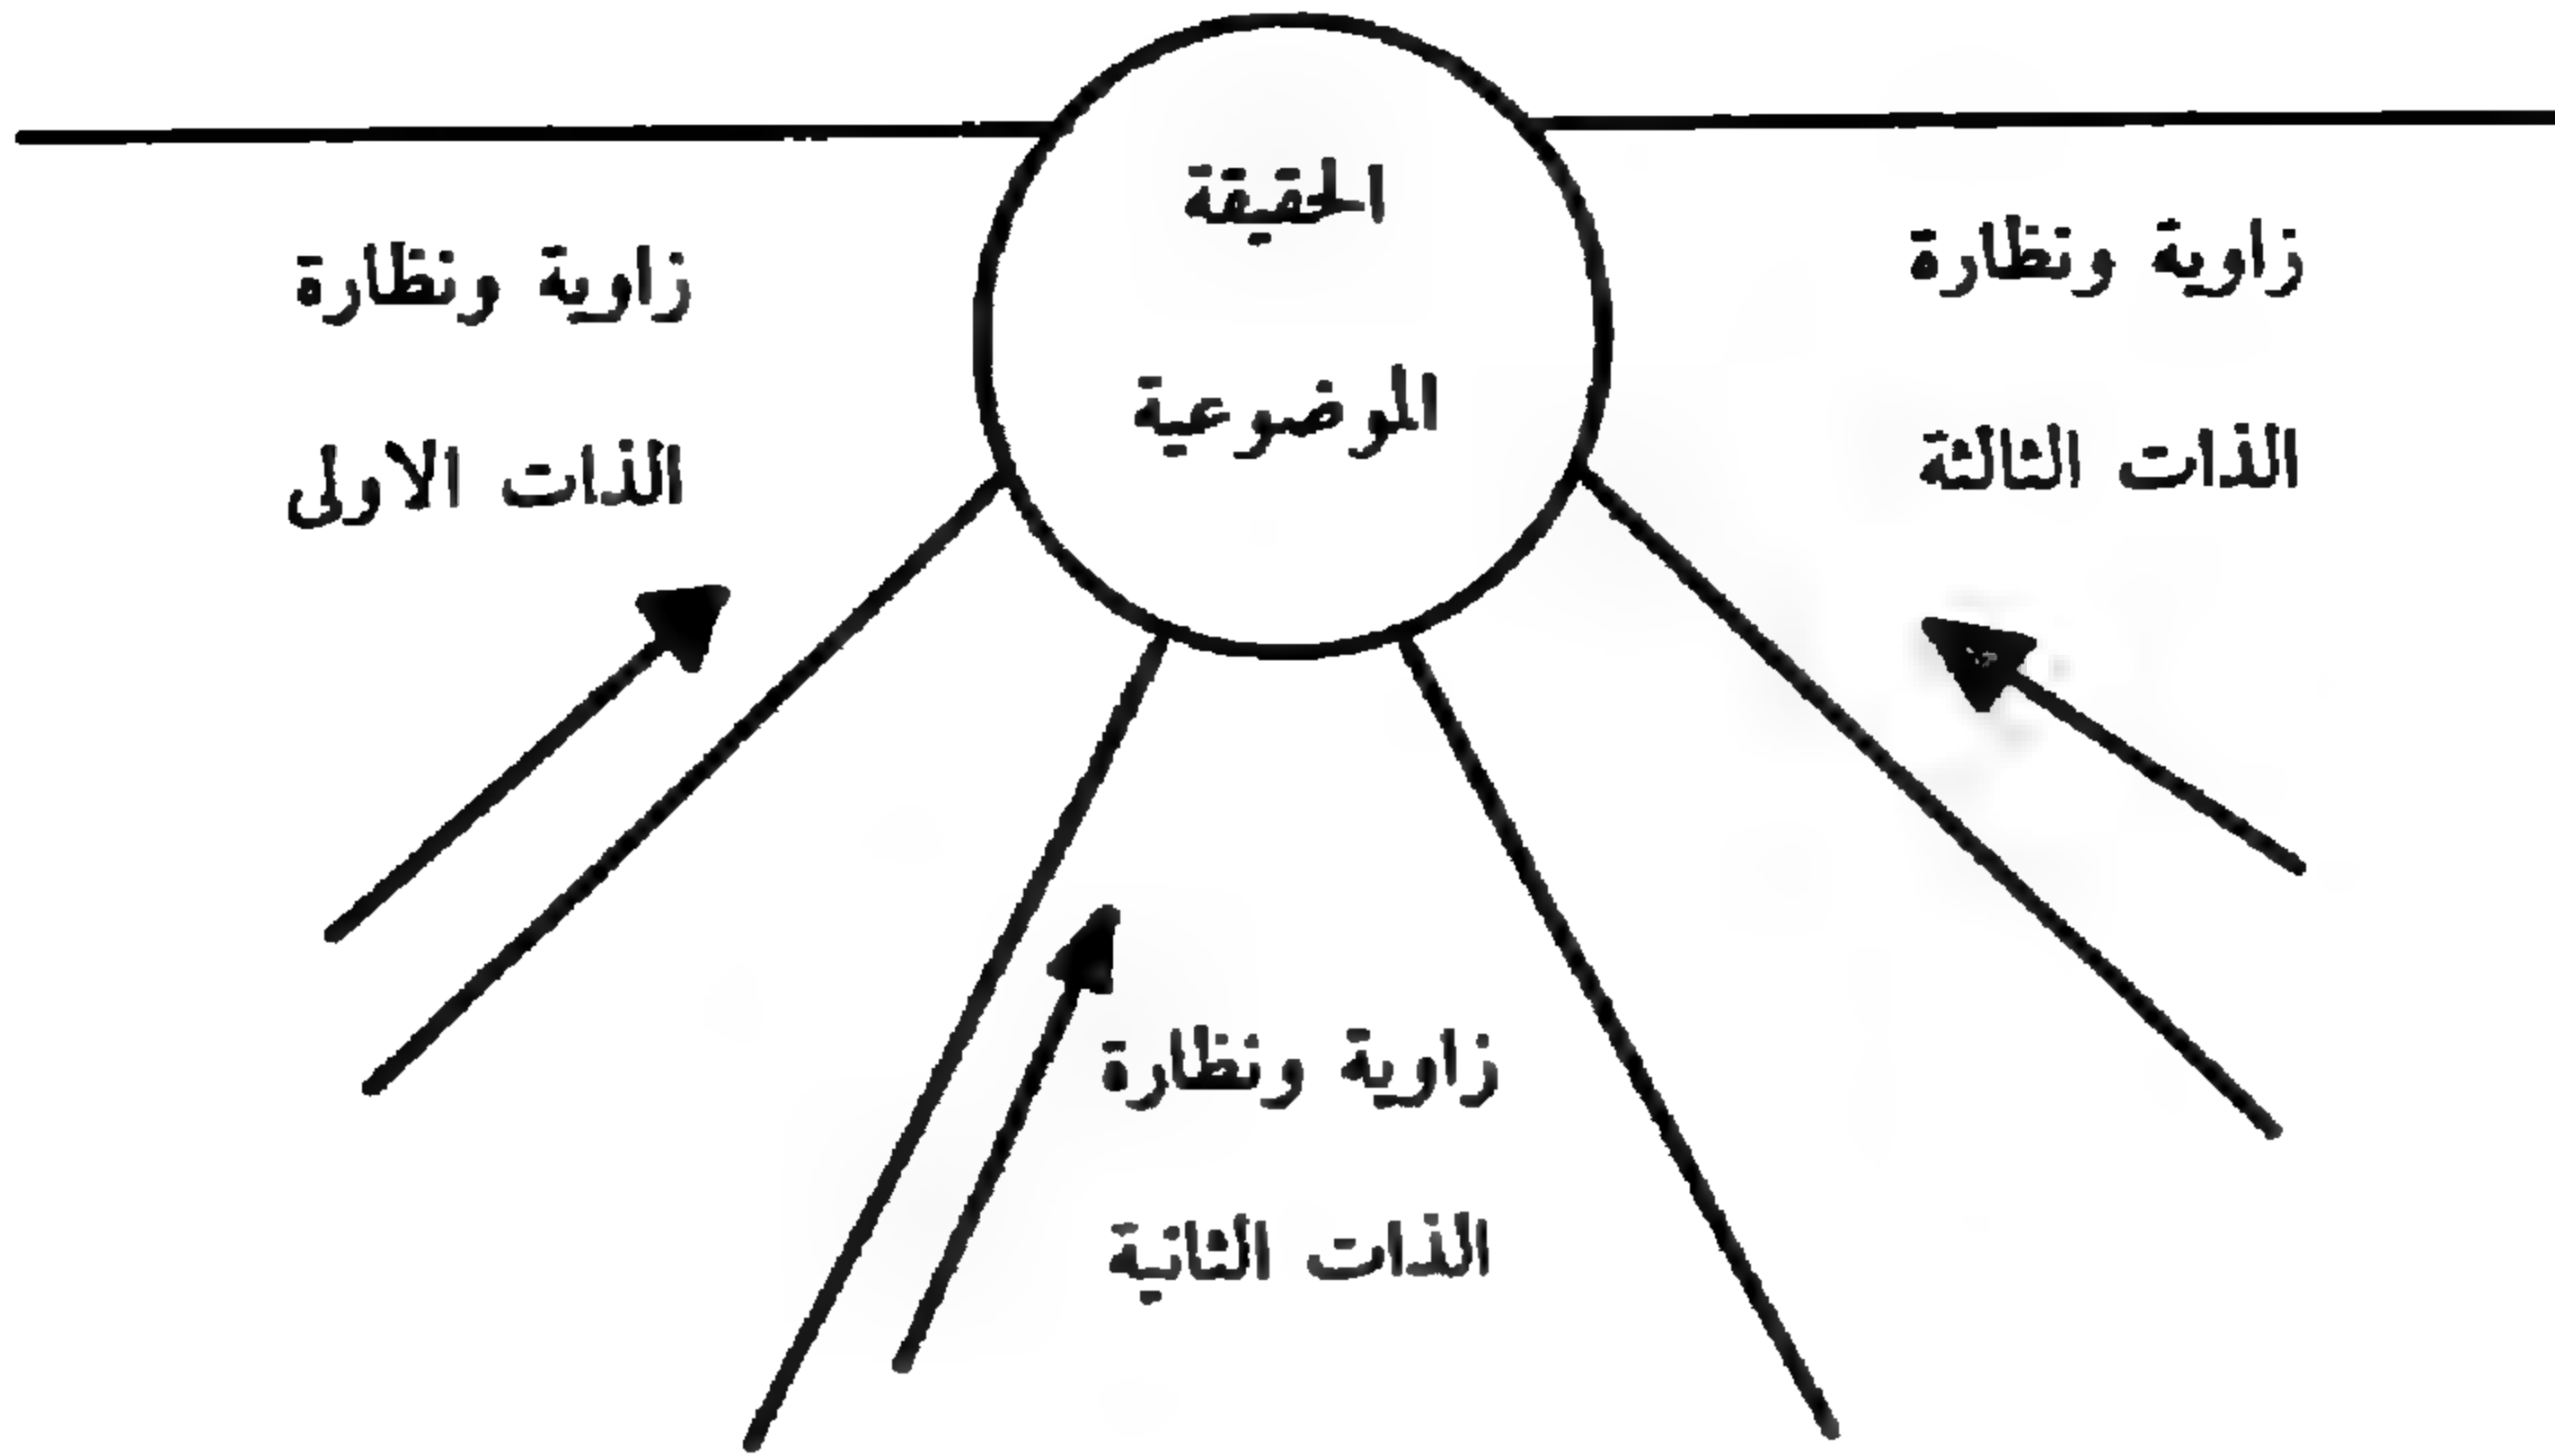 الحقيقة
الموضوعية
زاوية ونظارة
الذات الثالثة
زاوية ونظارة
الذات الاولى
زاوية ونظارة
الذات الثانية